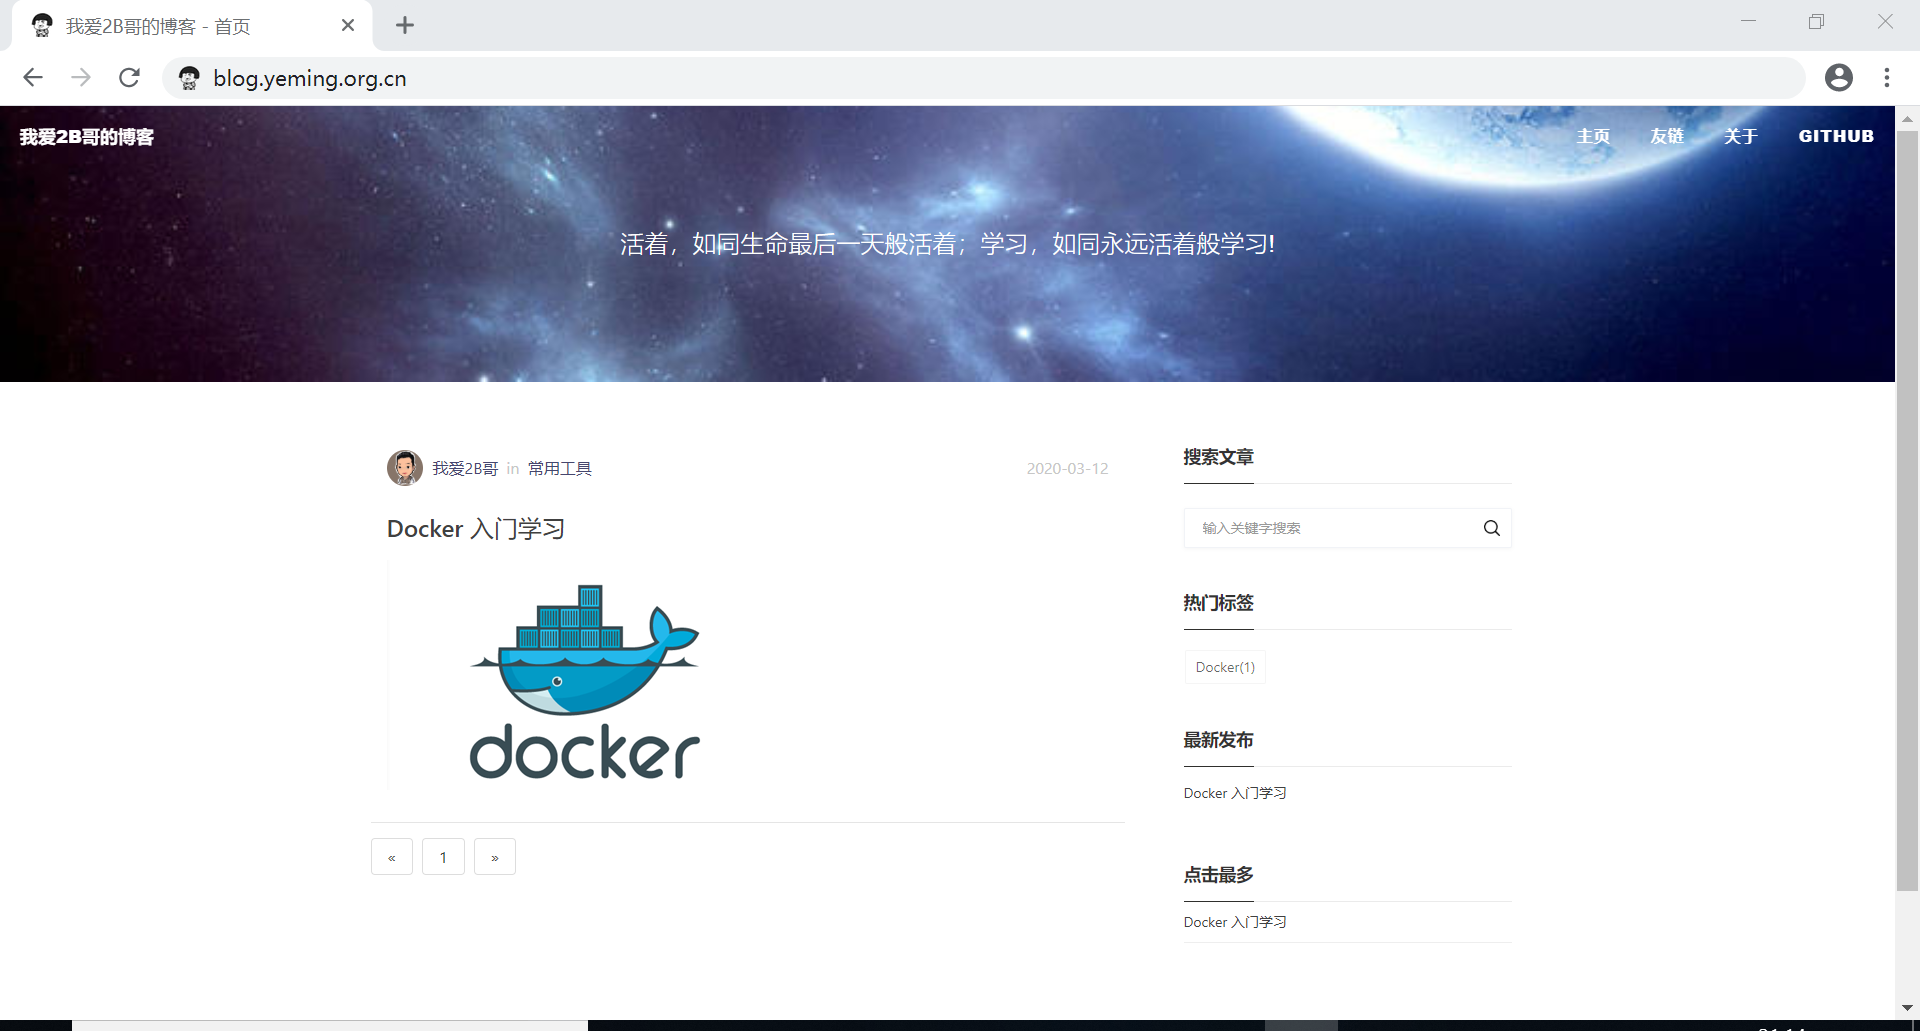 我爱2B哥的博客 - 首页
blog.yeming.org.cn
我爱2B哥的博客
主页 友链 关于 GITHUB
活着，如同生命最后一天般活着；学习，如同永远活着般学习!
我爱2B哥 in 常用工具 2020-03-12
Docker 入门学习
docker
« 1 »
搜索文章
输入关键字搜索
热门标签
Docker(1)
最新发布
Docker 入门学习
点击最多
Docker 入门学习